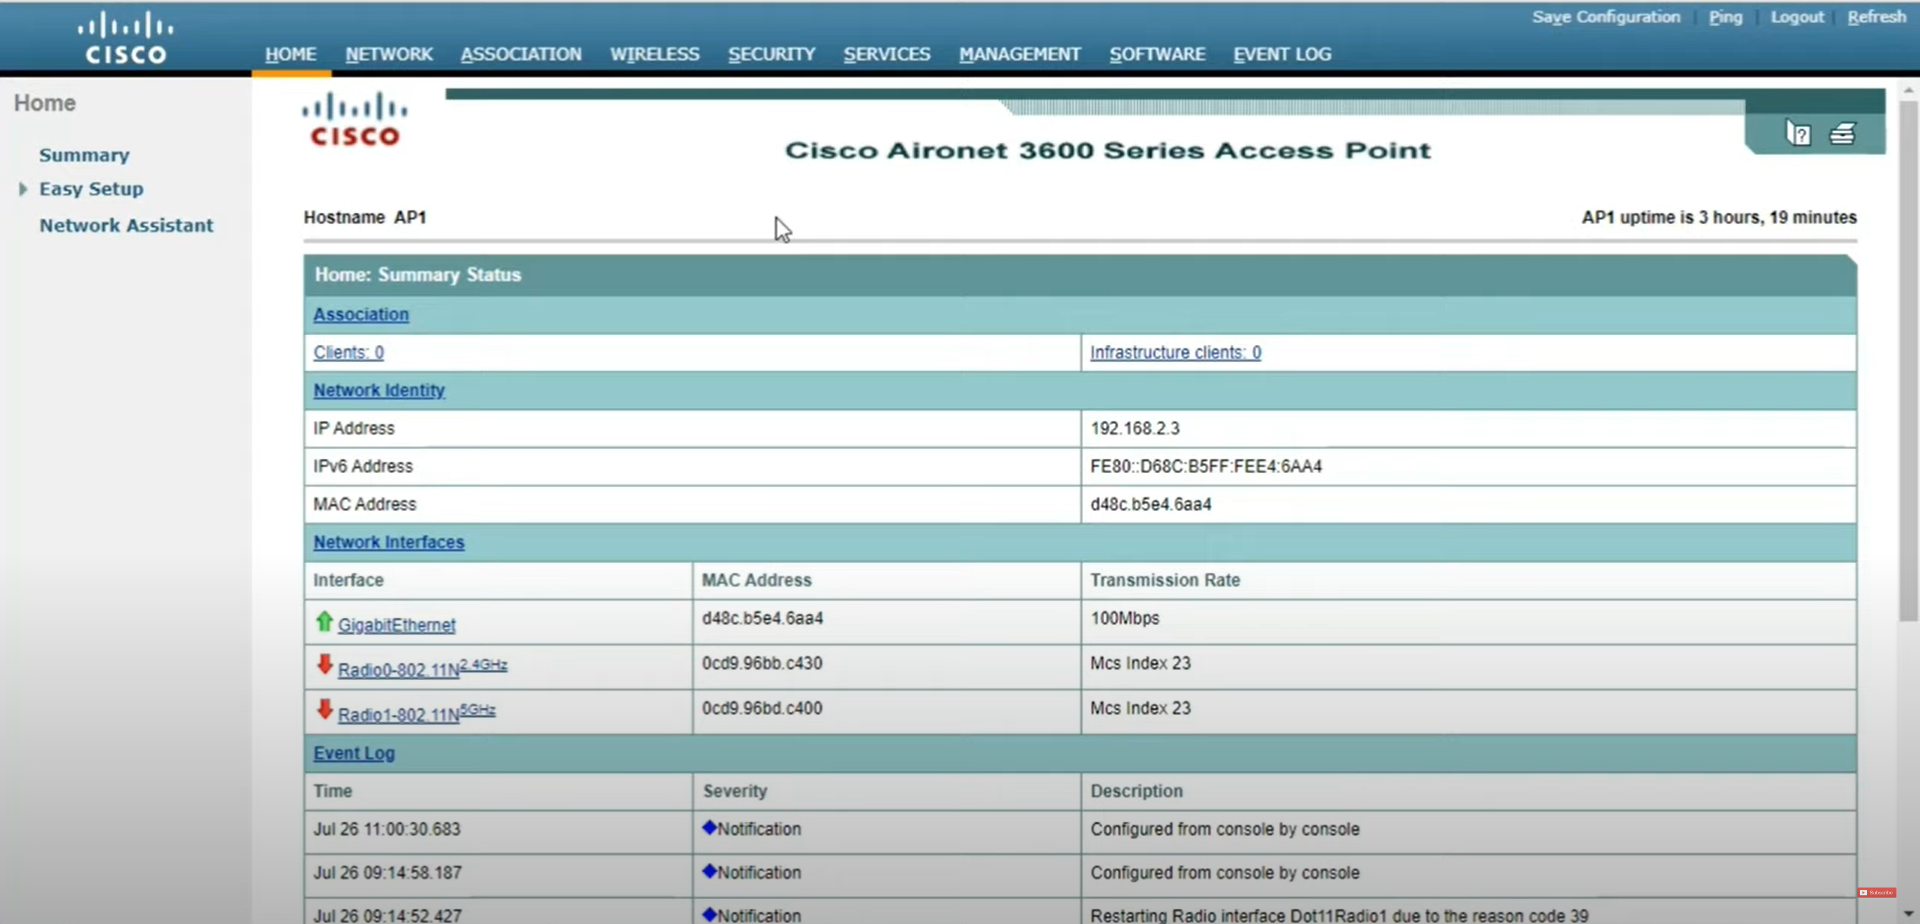 Save Configuration | Ping | Logout | Refresh
CISCO
HOME NETWORK ASSOCIATION WIRELESS SECURITY SERVICES MANAGEMENT SOFTWARE EVENT LOG
Home
Summary
Easy Setup
Network Assistant
CISCO
Cisco Aironet 3600 Series Access Point
Hostname AP1
AP1 uptime is 3 hours, 19 minutes
Home: Summary Status
Association
Clients: 0 Infrastructure clients: 0
Network Identity
IP Address 192.168.2.3
IPv6 Address FE80::D68C:B5FF:FEE4:6AA4
MAC Address d48c.b5e4.6aa4
Network Interfaces
Interface MAC Address Transmission Rate
GigabitEthernet d48c.b5e4.6aa4 100Mbps
Radio0-802.11N2.4GHz 0cd9.96bb.c430 Mcs Index 23
Radio1-802.11N5GHz 0cd9.96bd.c400 Mcs Index 23
Event Log
Time Severity Description
Jul 26 11:00:30.683 Notification Configured from console by console
Jul 26 09:14:58.187 Notification Configured from console by console
Jul 26 09:14:52.427 Notification Restarting Radio interface Dot11Radio1 due to the reason code 39
Subscribe